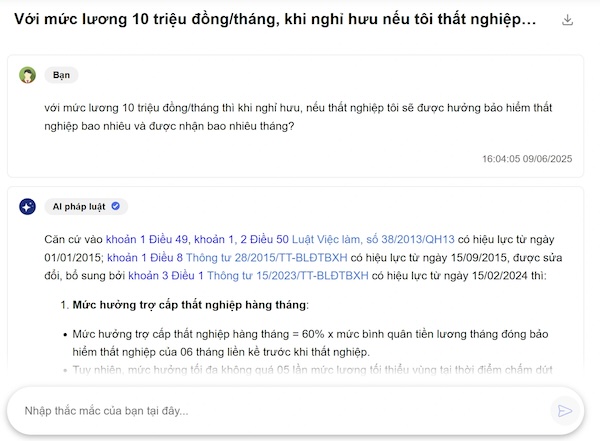 Với mức lương 10 triệu đồng/tháng, khi nghỉ hưu nếu tôi thất nghiệp...
Bạn
với mức lương 10 triệu đồng/tháng thì khi nghỉ hưu, nếu thất nghiệp tôi sẽ được hưởng bảo hiểm thất
nghiệp bao nhiêu và được nhận bao nhiêu tháng?
16:04:05 09/06/2025
AI pháp luật
Căn cứ vào khoản 1 Điều 49, khoản 1, 2 Điều 50 Luật Việc làm, số 38/2013/QH13 có hiệu lực từ ngày
01/01/2015; khoản 1 Điều 8 Thông tư 28/2015/TT-BLĐTBXH có hiệu lực từ ngày 15/09/2015, được sửa
đổi, bổ sung bởi khoản 3 Điều 1 Thông tư 15/2023/TT-BLĐTBXH có hiệu lực từ ngày 15/02/2024 thì:
1. Mức hưởng trợ cấp thất nghiệp hàng tháng:
• Mức hưởng trợ cấp thất nghiệp hàng tháng = 60% x mức bình quân tiền lương tháng đóng bảo
hiểm thất nghiệp của 06 tháng liền kề trước khi thất nghiệp.
• Tuy nhiên, mức hưởng tối đa không quá 05 lần mức lương tối thiểu vùng tại thời điểm chấm dứt
Nhập thắc mắc của bạn tại đây...